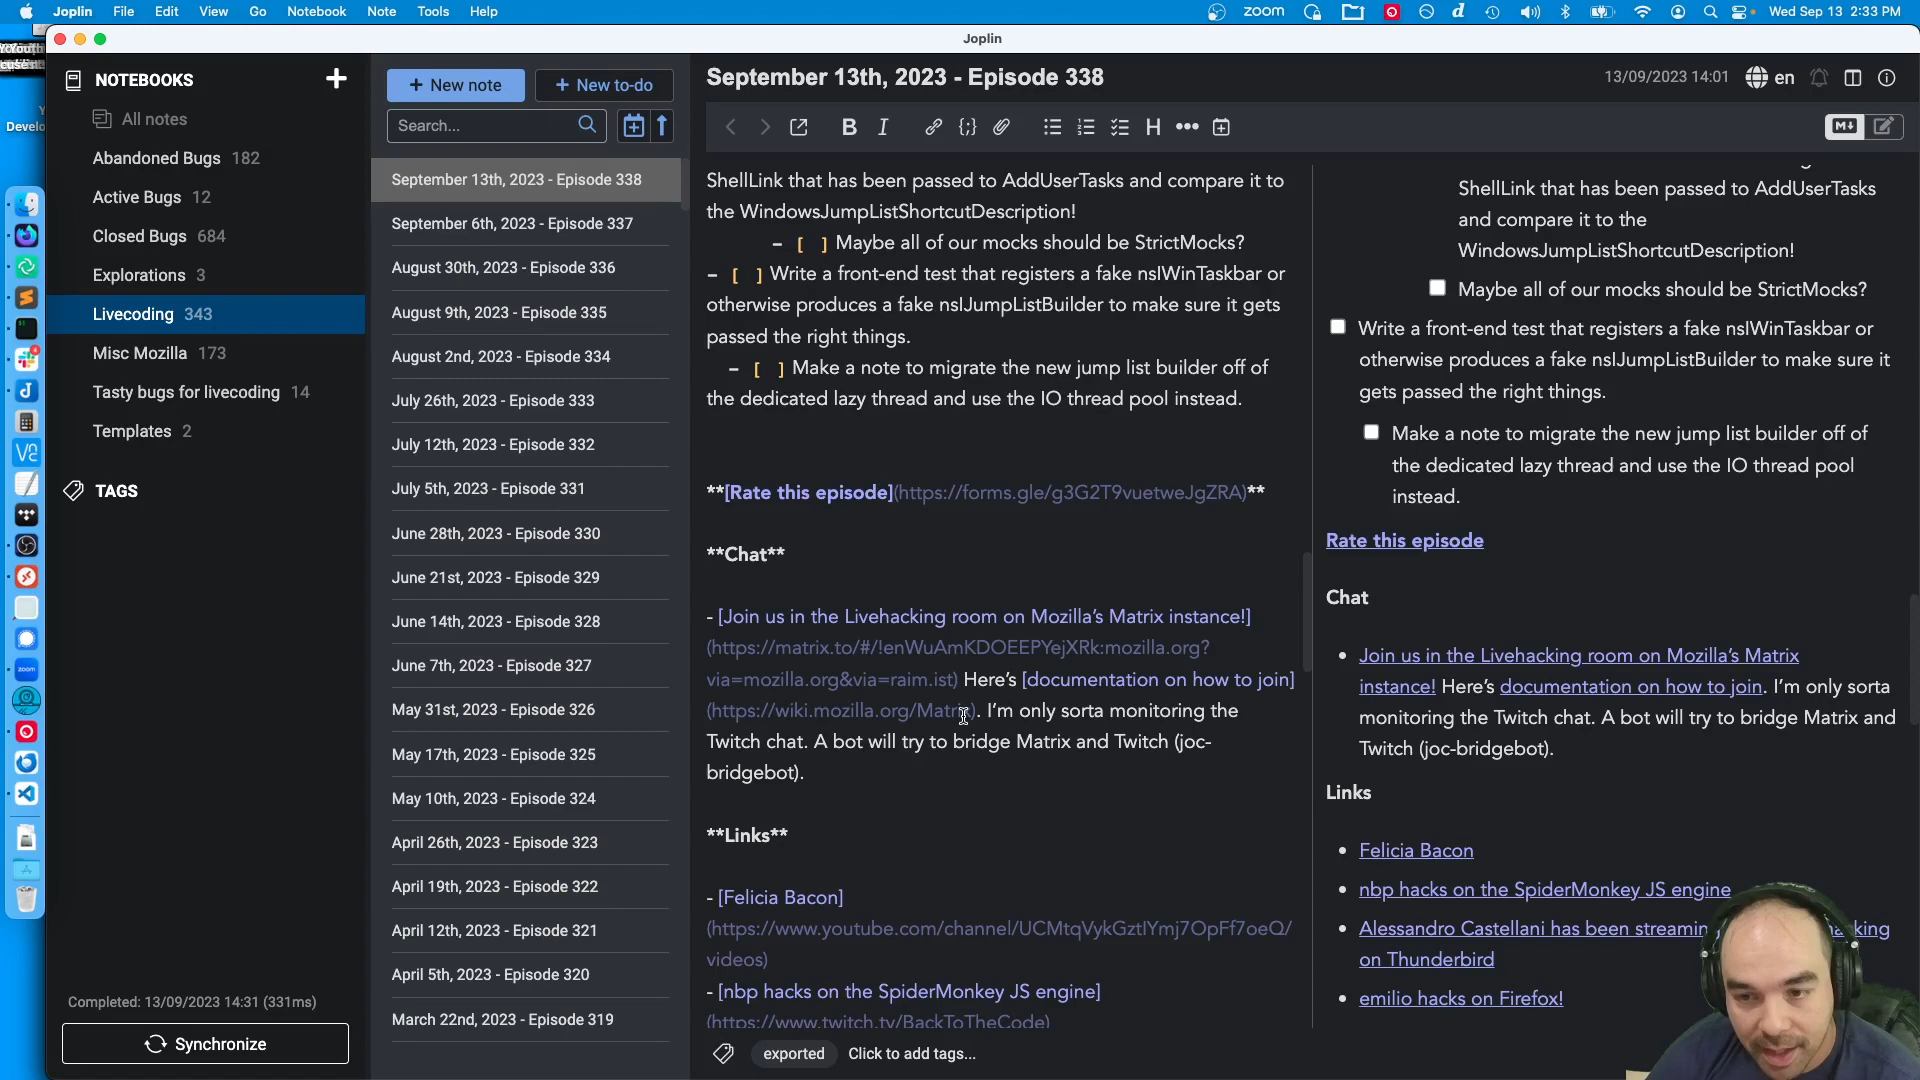 Joplin File Edit View Go Notebook Note Tools Help
zoom
Wed Sep 13 2:33 PM
Joplin
NOTEBOOKS
All notes
Abandoned Bugs 182
Active Bugs 12
Closed Bugs 684
Explorations 3
Livecoding 343
Misc Mozilla 173
Tasty bugs for livecoding 14
Templates 2
TAGS
Completed: 13/09/2023 14:31 (331ms)
Synchronize
+ New note
+ New to-do
Search...
September 13th, 2023 - Episode 338
September 6th, 2023 - Episode 337
August 30th, 2023 - Episode 336
August 9th, 2023 - Episode 335
August 2nd, 2023 - Episode 334
July 26th, 2023 - Episode 333
July 12th, 2023 - Episode 332
July 5th, 2023 - Episode 331
June 28th, 2023 - Episode 330
June 21st, 2023 - Episode 329
June 14th, 2023 - Episode 328
June 7th, 2023 - Episode 327
May 31st, 2023 - Episode 326
May 17th, 2023 - Episode 325
May 10th, 2023 - Episode 324
April 26th, 2023 - Episode 323
April 19th, 2023 - Episode 322
April 12th, 2023 - Episode 321
April 5th, 2023 - Episode 320
March 22nd, 2023 - Episode 319
September 13th, 2023 - Episode 338
13/09/2023 14:01
en
ShellLink that has been passed to AddUserTasks and compare it to
the WindowsJumpListShortcutDescription!
- [ ] Maybe all of our mocks should be StrictMocks?
- [ ] Write a front-end test that registers a fake nsIWinTaskbar or
otherwise produces a fake nsIJumpListBuilder to make sure it gets
passed the right things.
- [ ] Make a note to migrate the new jump list builder off of
the dedicated lazy thread and use the IO thread pool instead.
**[Rate this episode](https://forms.gle/g3G2T9vuetweJgZRA)**
**Chat**
- [Join us in the Livehacking room on Mozilla’s Matrix instance!]
(https://matrix.to/#/!enWuAmKDOEEPYejXRk:mozilla.org?
via=mozilla.org&via=raim.ist) Here’s [documentation on how to join]
(https://wiki.mozilla.org/Matrix). I’m only sorta monitoring the
Twitch chat. A bot will try to bridge Matrix and Twitch (joc-
bridgebot).
**Links**
- [Felicia Bacon]
(https://www.youtube.com/channel/UCMtqVykGztIYmj7OpFf7oeQ/
videos)
- [nbp hacks on the SpiderMonkey JS engine]
(https://www.twitch.tv/BackToTheCode)
exported
Click to add tags...
ShellLink that has been passed to AddUserTasks
and compare it to the
WindowsJumpListShortcutDescription!
Maybe all of our mocks should be StrictMocks?
Write a front-end test that registers a fake nsIWinTaskbar or
otherwise produces a fake nsIJumpListBuilder to make sure it
gets passed the right things.
Make a note to migrate the new jump list builder off of
the dedicated lazy thread and use the IO thread pool
instead.
Rate this episode
Chat
Join us in the Livehacking room on Mozilla’s Matrix
instance! Here’s documentation on how to join. I’m only sorta
monitoring the Twitch chat. A bot will try to bridge Matrix and
Twitch (joc-bridgebot).
Links
Felicia Bacon
nbp hacks on the SpiderMonkey JS engine
Alessandro Castellani has been streaming
on Thunderbird
emilio hacks on Firefox!